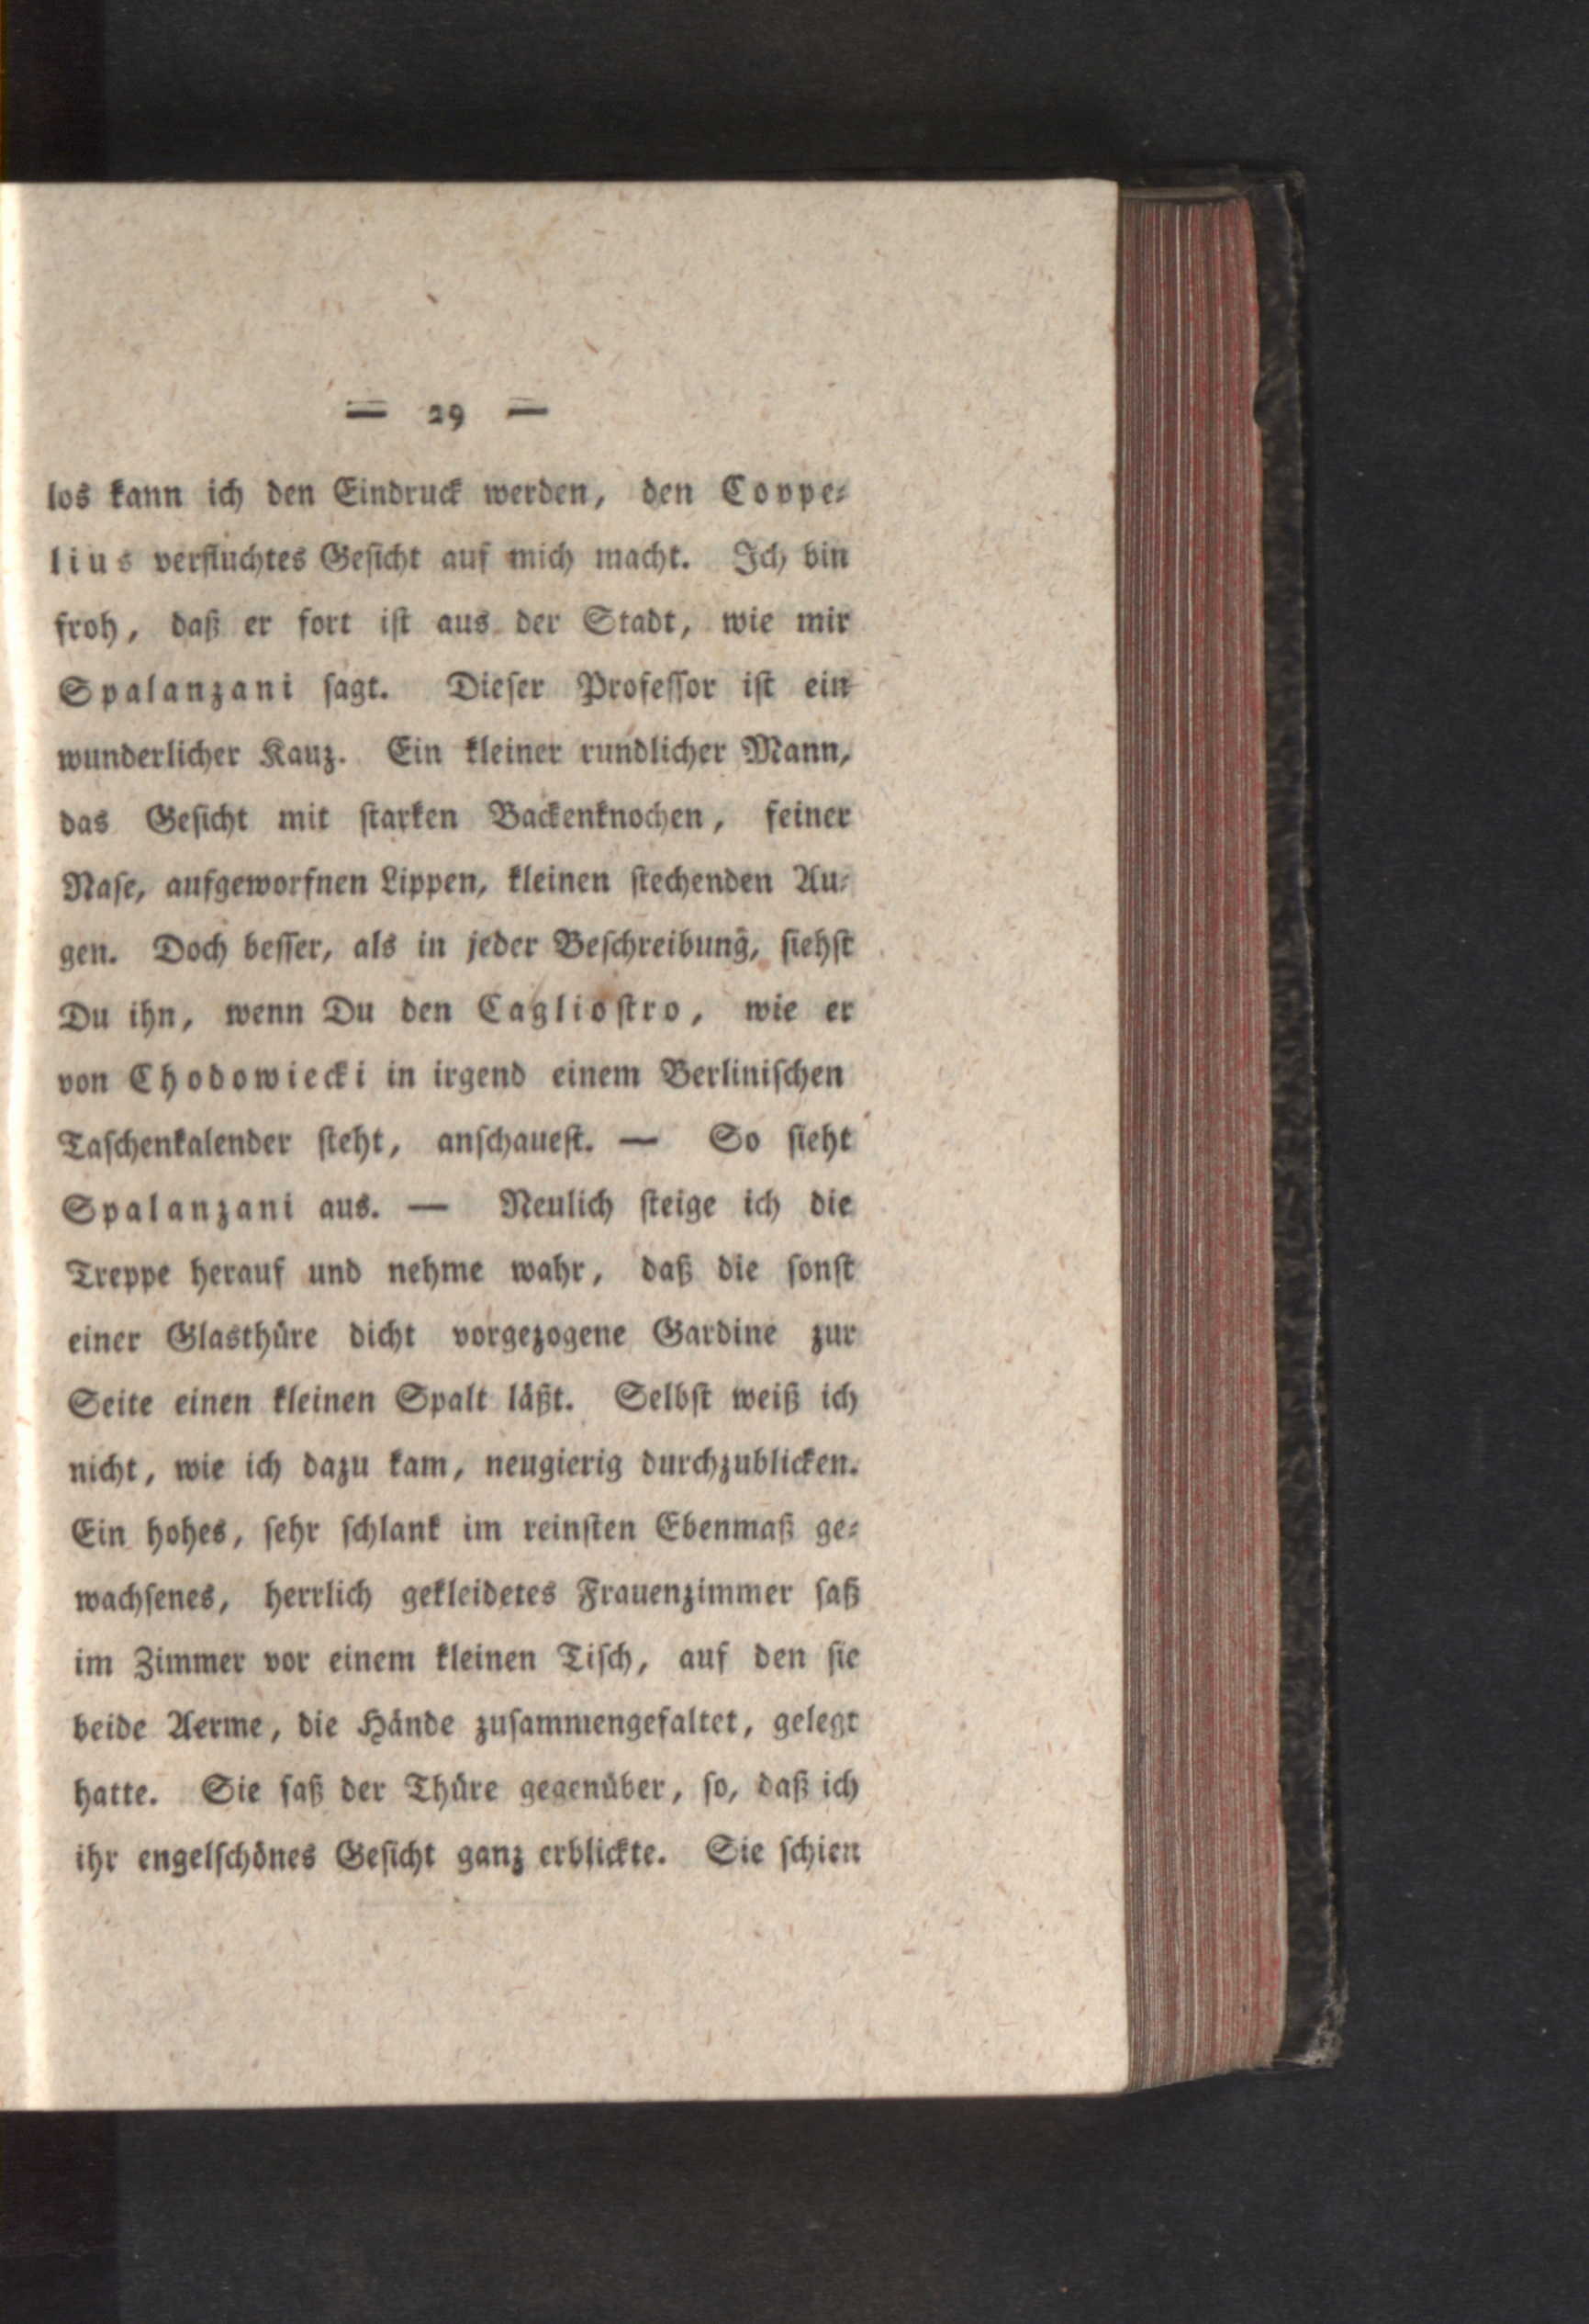 — 29 —
los kann ich den Eindruck werden, den Coppe⸗
lius verfluchtes Geſicht auf mich macht. Ich bin
froh, daß er fort iſt aus der Stadt, wie mir
Spalanzani ſagt. Dieſer Profeſſor iſt ein
wunderlicher Kauz. Ein kleiner rundlicher Mann,
das Geſicht mit ſtarken Backenknochen, feiner
Naſe, aufgeworfnen Lippen, kleinen ſtechenden Au⸗
gen. Doch beſſer, als in jeder Beſchreibung, ſiehſt
Du ihn, wenn Du den Caglioſtro, wie er
von Chodowiecki in irgend einem Berliniſchen
Taſchenkalender ſteht, anſchaueſt. — So ſieht
Spalanzani aus. — Neulich ſteige ich die
Treppe herauf und nehme wahr, daß die ſonſt
einer Glasthüre dicht vorgezogene Gardine zur
Seite einen kleinen Spalt läßt. Selbſt weiß ich
nicht, wie ich dazu kam, neugierig durchzublicken.
Ein hohes, ſehr ſchlank im reinſten Ebenmaß ge⸗
wachſenes, herrlich gekleidetes Frauenzimmer ſaß
im Zimmer vor einem kleinen Tiſch, auf den ſie
beide Aerme, die Hände zuſammengefaltet, gelegt
hatte. Sie ſaß der Thüre gegenüber, ſo, daß ich
ihr engelſchönes Geſicht ganz erblickte. Sie ſchien